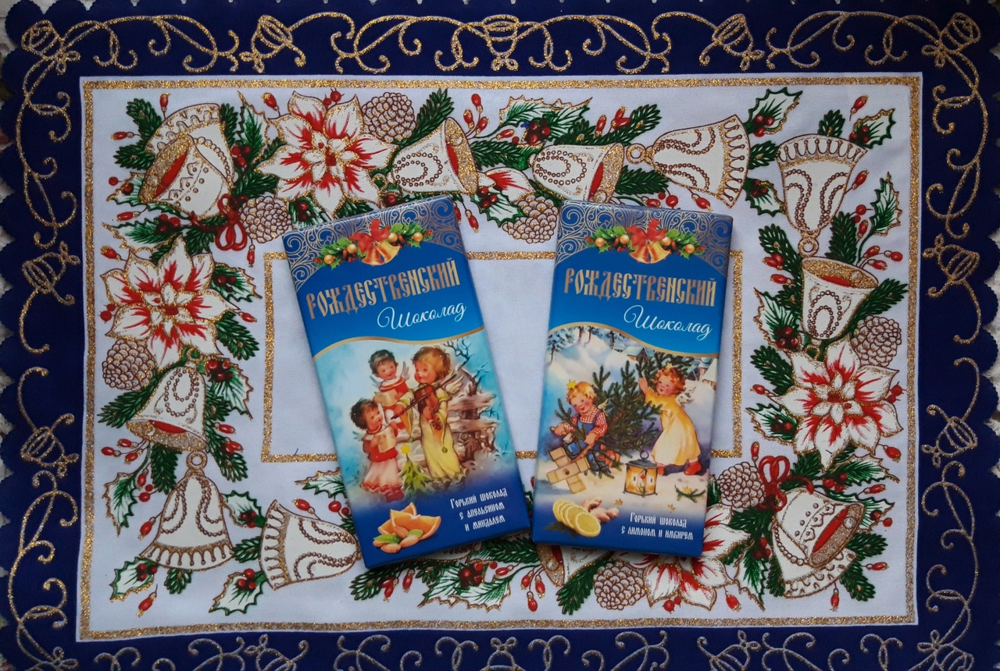 РОЖДЕСТВЕНСКИЙ
Шоколад
Горький шоколад
с апельсином
и миндалем
РОЖДЕСТВЕНСКИЙ
Шоколад
Горький шоколад
с лимоном и имбирем